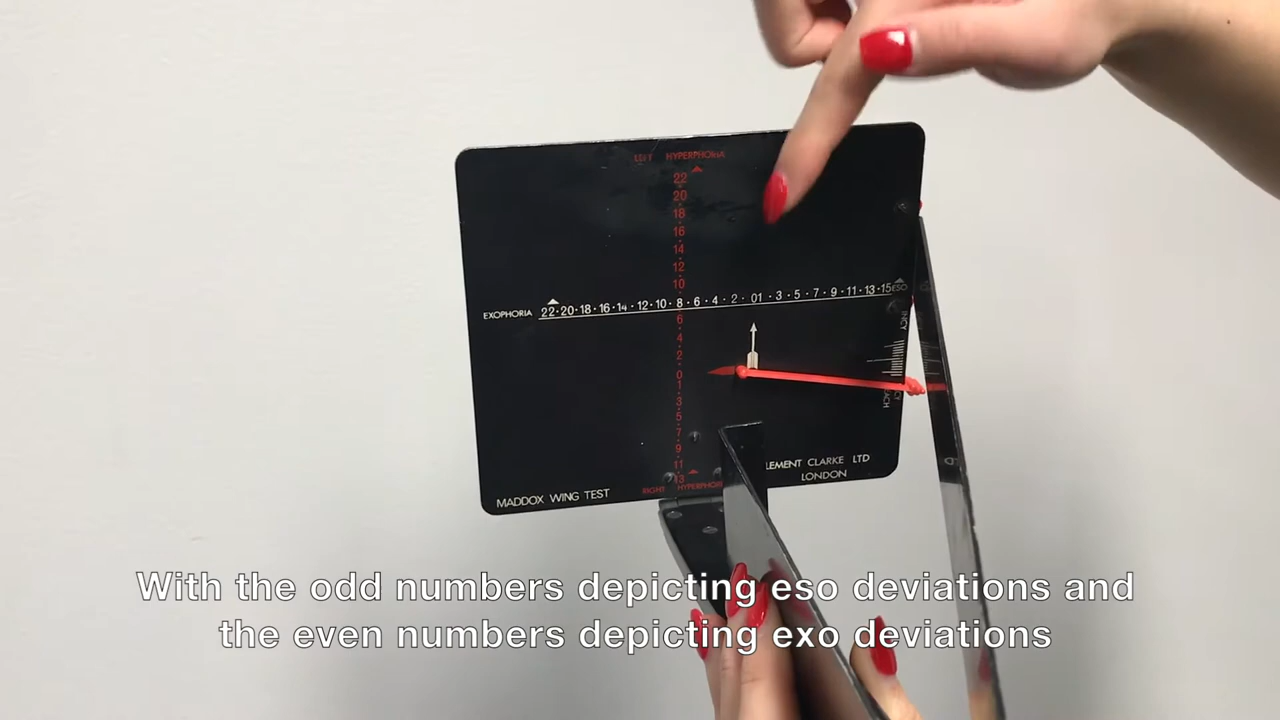 LEFT HYPERPHORIA
22
20
18
16
14
12
10
EXOPHORIA 22·20·18·16·14·12·10·8·6·4·2·01·3·5·7·9·11·13·15 ESO
6
4
2
0
1
3
5
7
9
11
13
RIGHT HYPERPHORIA
MADDOX WING TEST
LEMENT CLARKE LTD
LONDON
With the odd numbers depicting eso deviations and
the even numbers depicting exo deviations